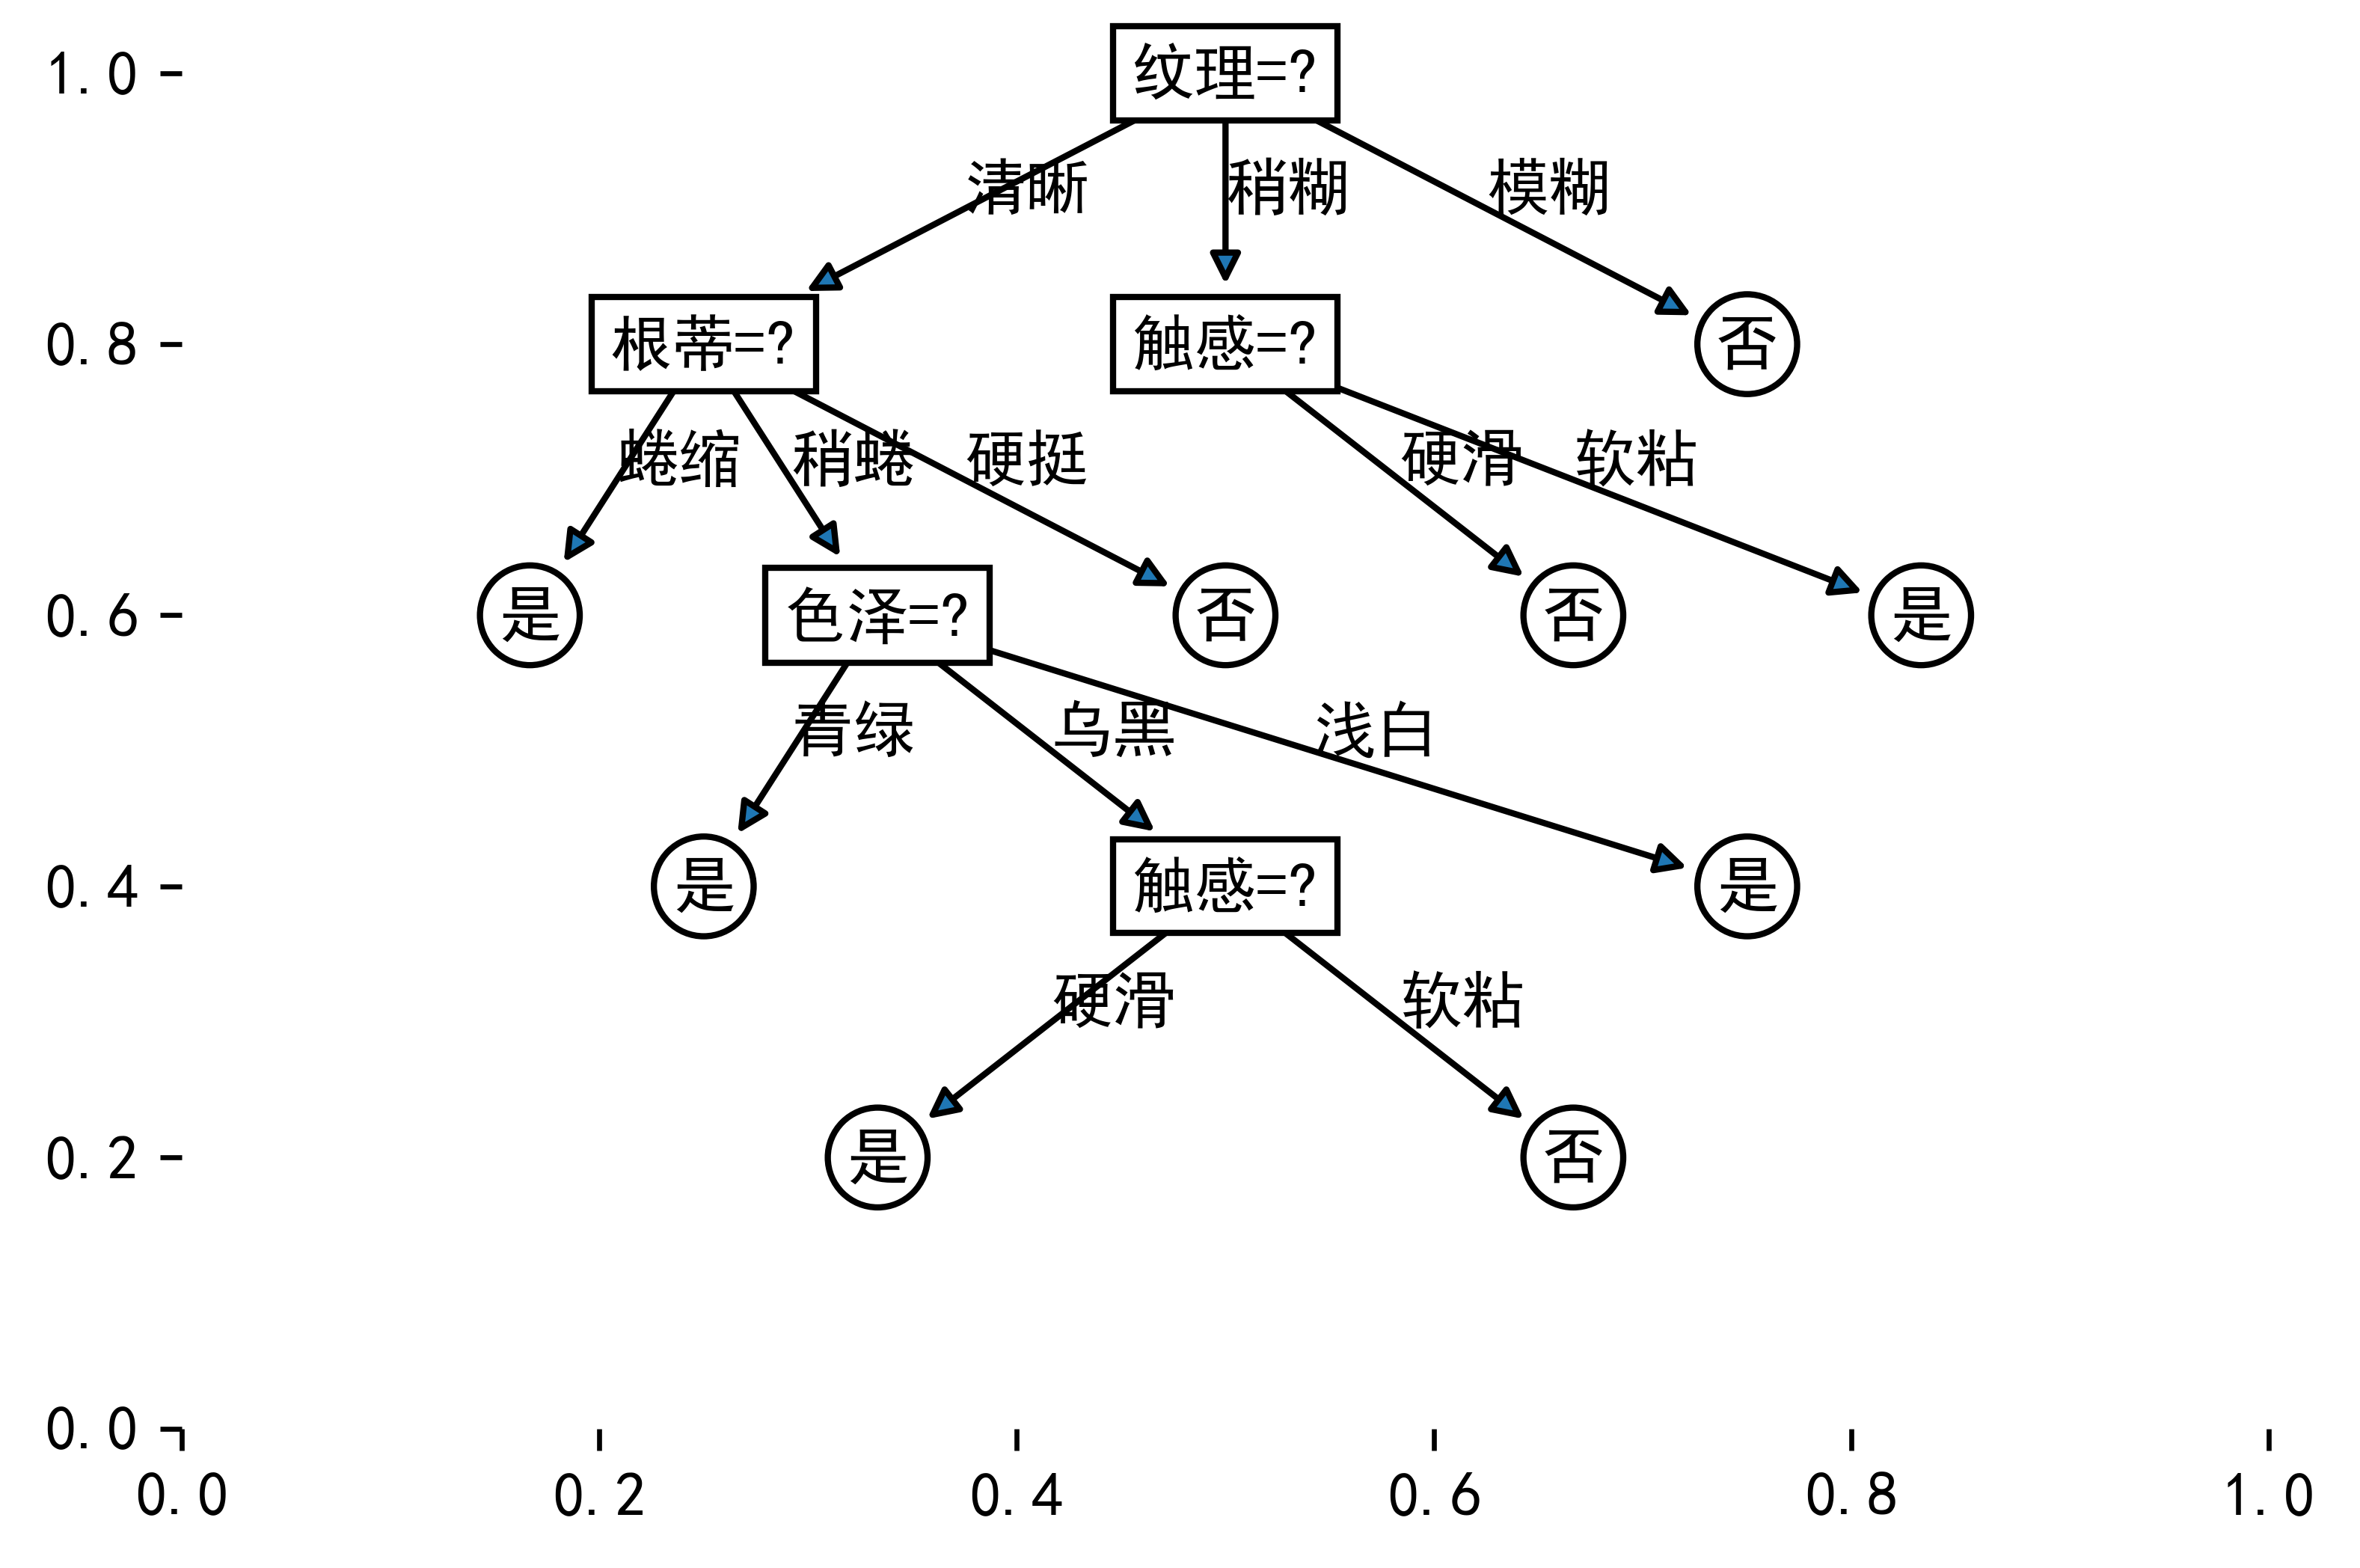 1.0
纹理=?
清晰
稍糊
模糊
0.8
根蒂=?
触感=?
否
蜷缩
稍蜷
硬挺
硬滑
软粘
0.6
是
色泽=?
否
否
是
青绿
乌黑
浅白
0.4
是
触感=?
是
硬滑
软粘
0.2
是
否
0.0
0.0
0.2
0.4
0.6
0.8
1.0